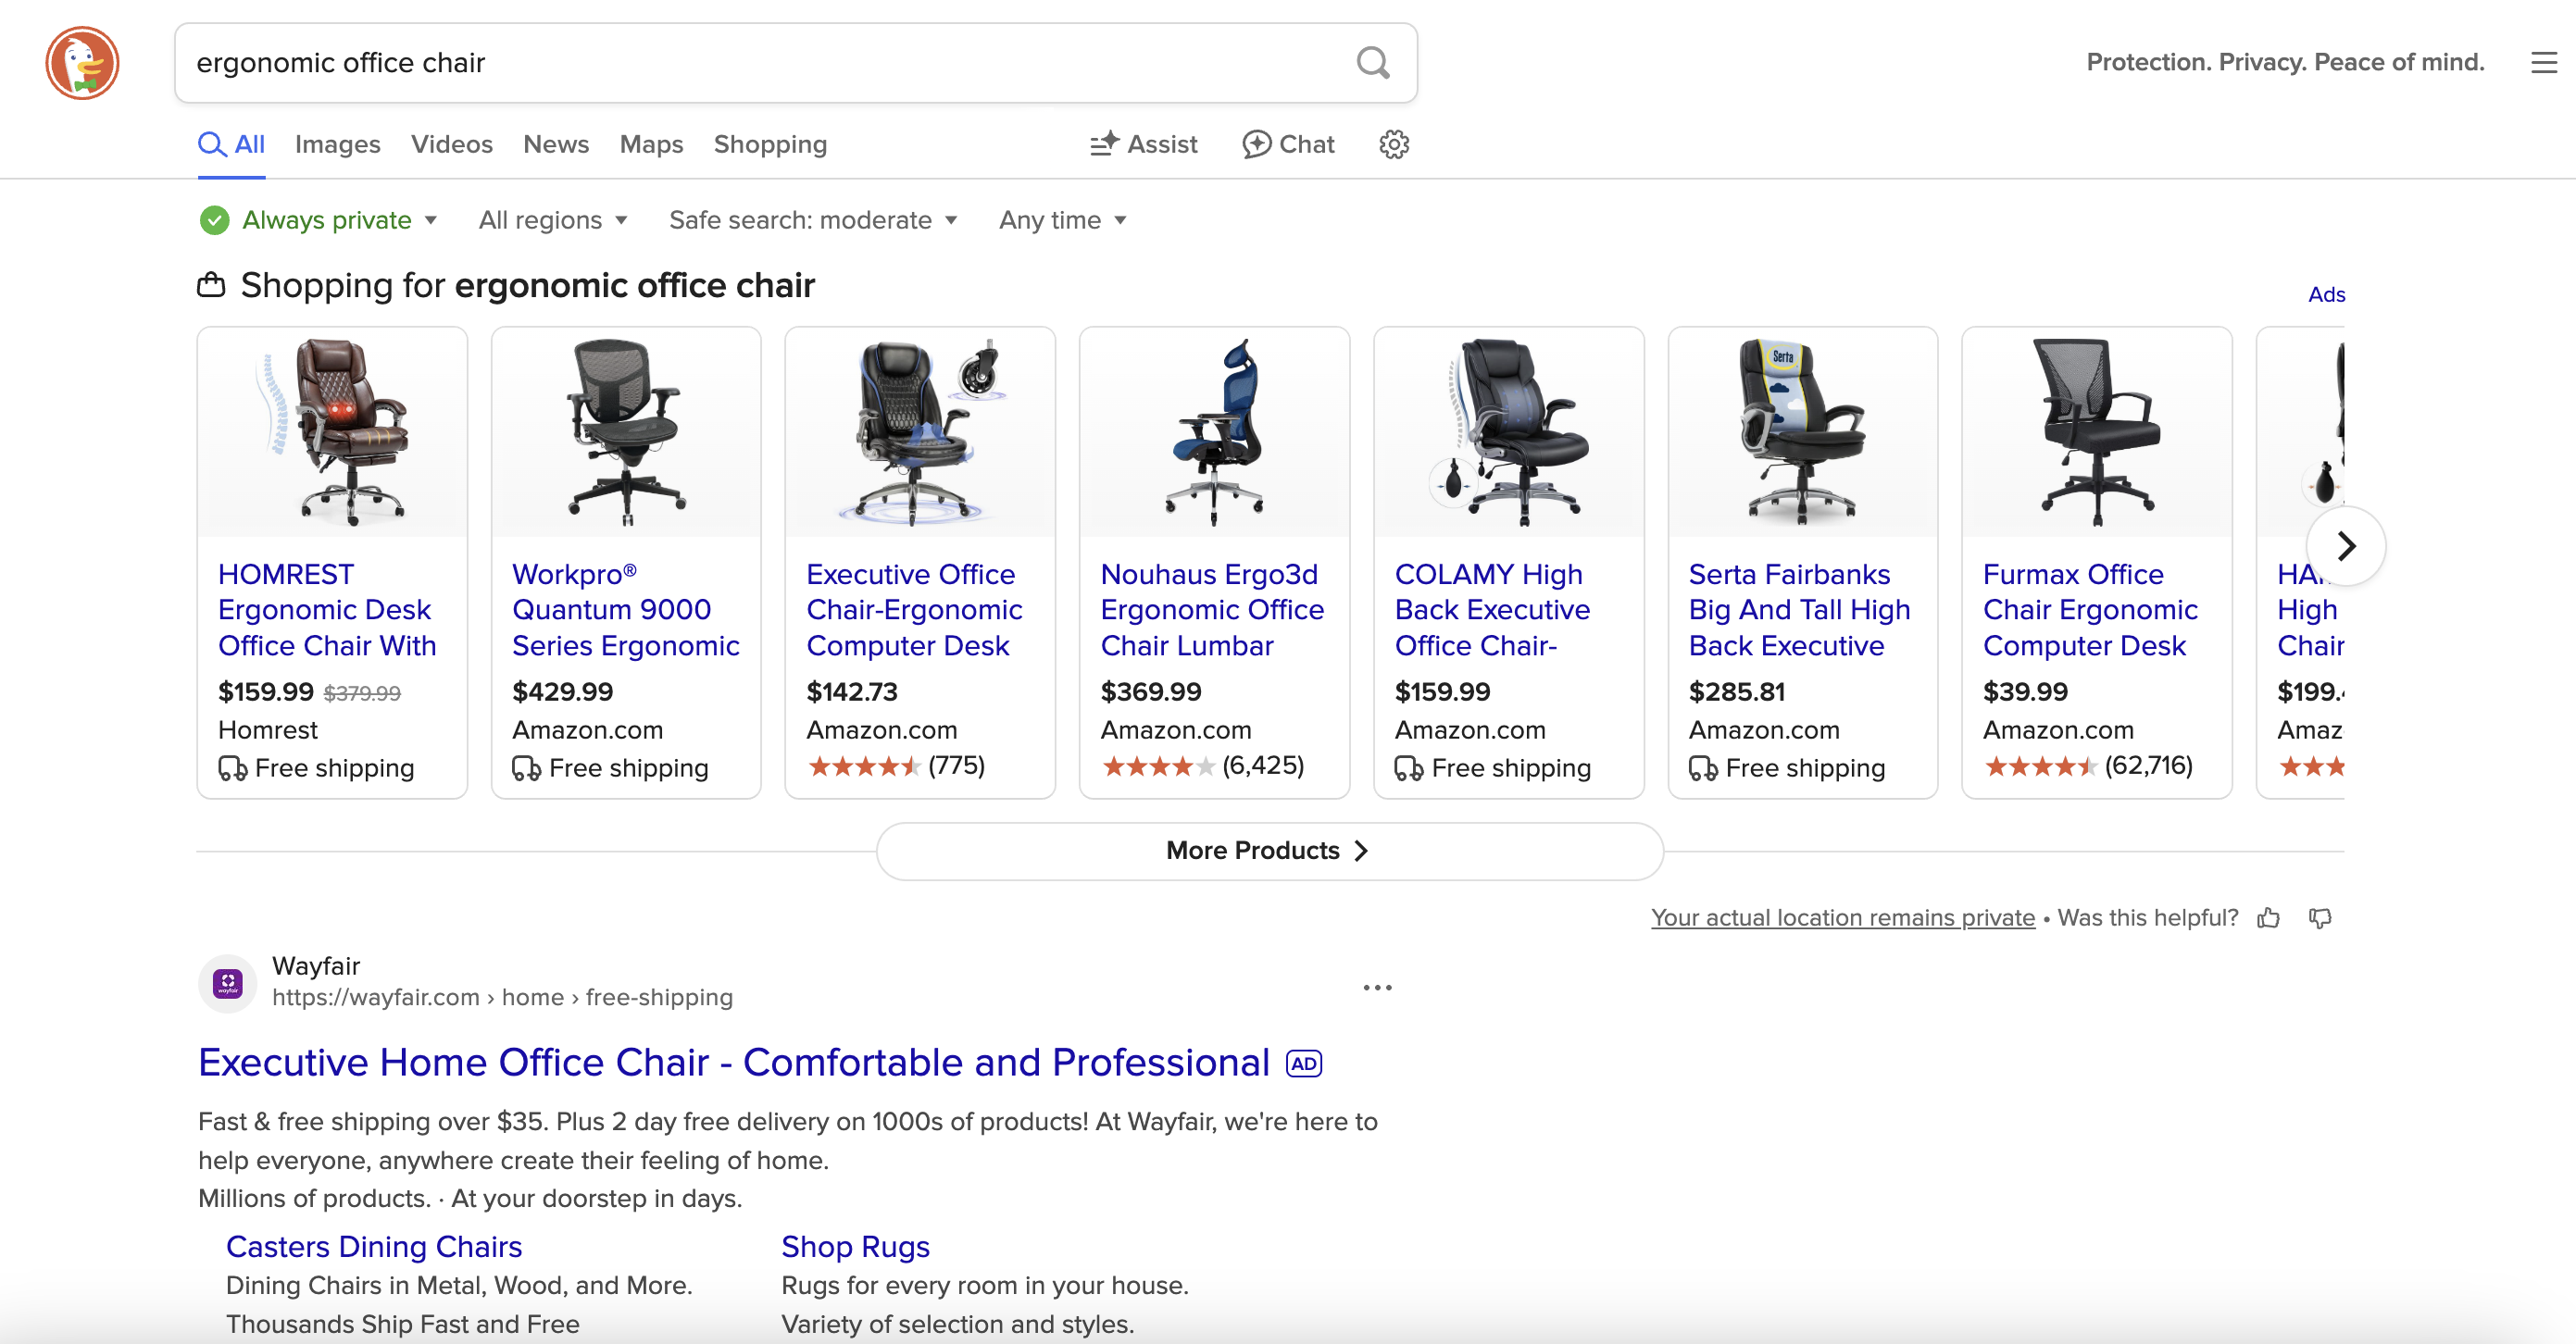 ergonomic office chair
Protection. Privacy. Peace of mind.
All Images Videos News Maps Shopping Assist Chat
Always private All regions Safe search: moderate Any time
Shopping for ergonomic office chair
Ads
Serta
HOMREST
Ergonomic Desk
Office Chair With
$159.99 $379.99
Homrest
Free shipping
Workpro®
Quantum 9000
Series Ergonomic
$429.99
Amazon.com
Free shipping
Executive Office
Chair-Ergonomic
Computer Desk
$142.73
Amazon.com
(775)
Nouhaus Ergo3d
Ergonomic Office
Chair Lumbar
$369.99
Amazon.com
(6,425)
COLAMY High
Back Executive
Office Chair-
$159.99
Amazon.com
Free shipping
Serta Fairbanks
Big And Tall High
Back Executive
$285.81
Amazon.com
Free shipping
Furmax Office
Chair Ergonomic
Computer Desk
$39.99
Amazon.com
(62,716)
High
Chair
More Products
Your actual location remains private • Was this helpful?
wayfair
Wayfair
https://wayfair.com › home › free-shipping
Executive Home Office Chair - Comfortable and Professional AD
Fast & free shipping over $35. Plus 2 day free delivery on 1000s of products! At Wayfair, we're here to
help everyone, anywhere create their feeling of home.
Millions of products. · At your doorstep in days.
Casters Dining Chairs
Dining Chairs in Metal, Wood, and More.
Thousands Ship Fast and Free
Shop Rugs
Rugs for every room in your house.
Variety of selection and styles.